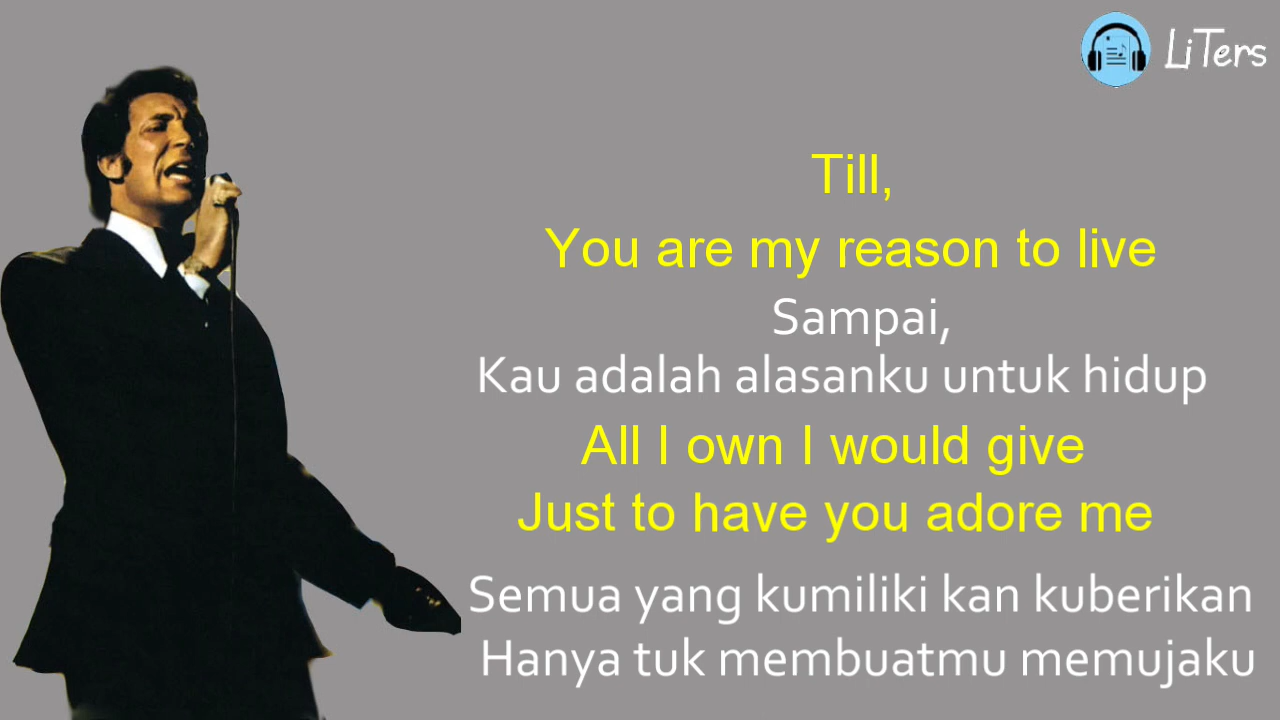 LiTers
Till,
You are my reason to live
Sampai,
Kau adalah alasanku untuk hidup
All I own I would give
Just to have you adore me
Semua yang kumiliki kan kuberikan
Hanya tuk membuatmu memujaku